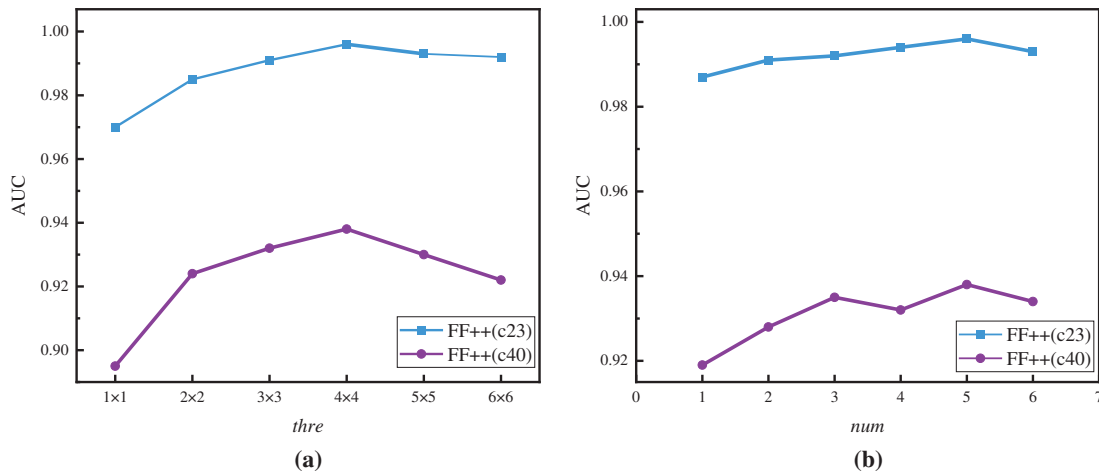 1.00
0.98
0.96
0.94
0.92
0.90
AUC
1×1 2×2 3×3 4×4 5×5 6×6
thre
FF++(c23)
FF++(c40)
(a)
1.00
0.98
0.96
0.94
0.92
AUC
0 1 2 3 4 5 6 7
num
FF++(c23)
FF++(c40)
(b)